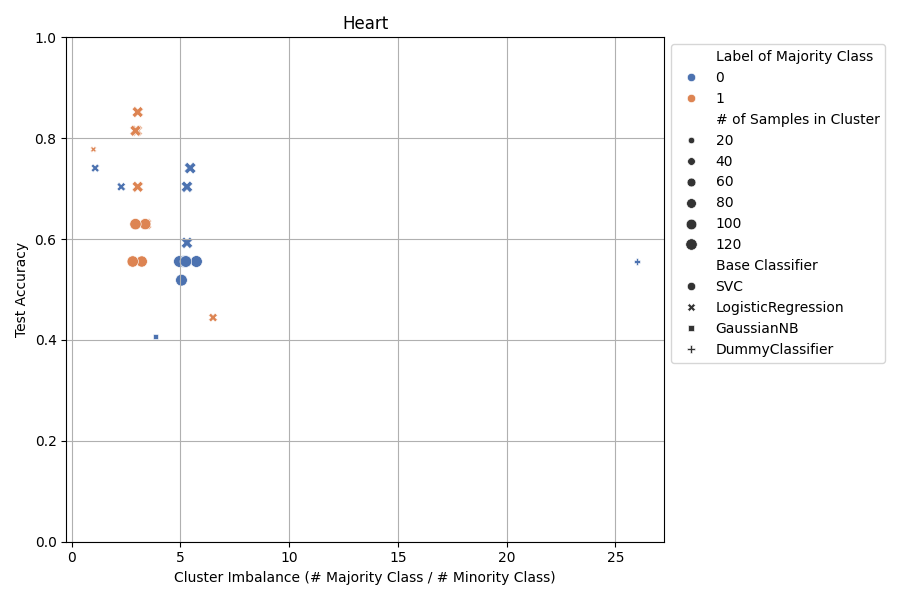 Heart
1.0
0.8
0.6
0.4
0.2
0.0
Test Accuracy
0
5
10
15
20
25
Cluster Imbalance (# Majority Class / # Minority Class)
Label of Majority Class
0
1
# of Samples in Cluster
20
40
60
80
100
120
Base Classifier
SVC
LogisticRegression
GaussianNB
DummyClassifier